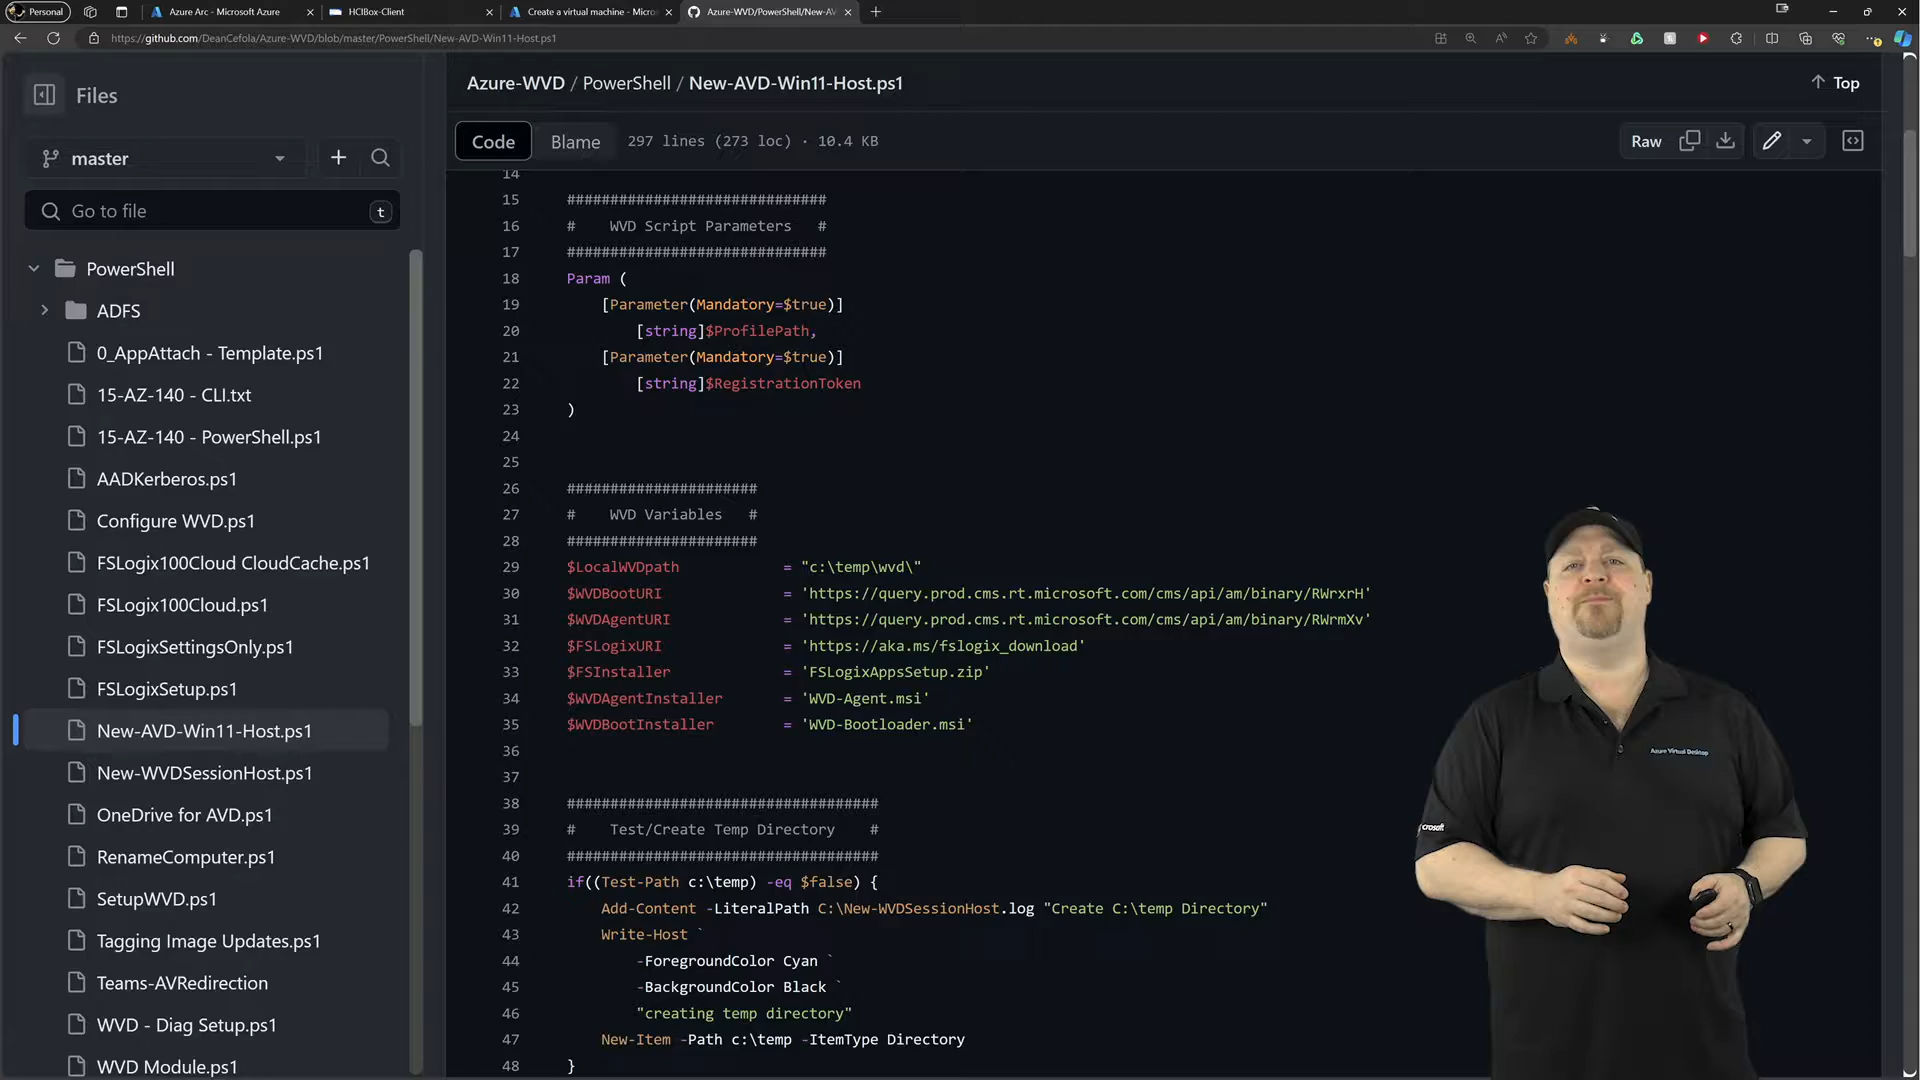 Personal
Azure Arc - Microsoft Azure
HCIBox-Client
Create a virtual machine - Micros
Azure-WVD/PowerShell/New-AV
https://github.com/DeanCefola/Azure-WVD/blob/master/PowerShell/New-AVD-Win11-Host.ps1
Files
master
Go to file
t
PowerShell
ADFS
0_AppAttach - Template.ps1
15-AZ-140 - CLI.txt
15-AZ-140 - PowerShell.ps1
AADKerberos.ps1
Configure WVD.ps1
FSLogix100Cloud CloudCache.ps1
FSLogix100Cloud.ps1
FSLogixSettingsOnly.ps1
FSLogixSetup.ps1
New-AVD-Win11-Host.ps1
New-WVDSessionHost.ps1
OneDrive for AVD.ps1
RenameComputer.ps1
SetupWVD.ps1
Tagging Image Updates.ps1
Teams-AVRedirection
WVD - Diag Setup.ps1
WVD Module.ps1
Azure-WVD / PowerShell / New-AVD-Win11-Host.ps1
Top
Code
Blame
297 lines (273 loc) · 10.4 KB
Raw
14
15 ##############################
16 #    WVD Script Parameters   #
17 ##############################
18 Param (
19     [Parameter(Mandatory=$true)]
20         [string]$ProfilePath,
21     [Parameter(Mandatory=$true)]
22         [string]$RegistrationToken
23 )
24
25
26 ######################
27 #    WVD Variables   #
28 ######################
29 $LocalWVDpath            = "c:\temp\wvd\"
30 $WVDBootURI              = 'https://query.prod.cms.rt.microsoft.com/cms/api/am/binary/RWrxrH'
31 $WVDAgentURI             = 'https://query.prod.cms.rt.microsoft.com/cms/api/am/binary/RWrmXv'
32 $FSLogixURI              = 'https://aka.ms/fslogix_download'
33 $FSInstaller             = 'FSLogixAppsSetup.zip'
34 $WVDAgentInstaller       = 'WVD-Agent.msi'
35 $WVDBootInstaller        = 'WVD-Bootloader.msi'
36
37
38 ####################################
39 #    Test/Create Temp Directory    #
40 ####################################
41 if((Test-Path c:\temp) -eq $false) {
42     Add-Content -LiteralPath C:\New-WVDSessionHost.log "Create C:\temp Directory"
43     Write-Host `
44         -ForegroundColor Cyan `
45         -BackgroundColor Black `
46         "creating temp directory"
47     New-Item -Path c:\temp -ItemType Directory
48 }
Azure Virtual Desktop
crosoft